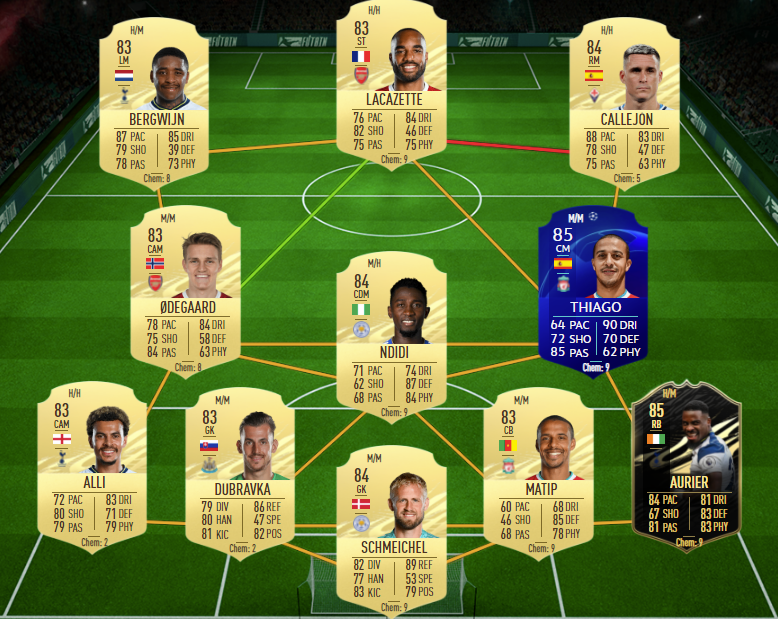 H/M
83
LM
BERGWIJN
87 PAC 85 DRI
79 SHO 39 DEF
78 PAS 73 PHY
Chem: 8
H/H
83
ST
LACAZETTE
76 PAC 84 DRI
82 SHO 46 DEF
75 PAS 75 PHY
Chem: 9
H/H
84
RM
CALLEJON
88 PAC 83 DRI
78 SHO 47 DEF
75 PAS 63 PHY
Chem: 5
M/M
83
CAM
ØDEGAARD
78 PAC 84 DRI
75 SHO 58 DEF
84 PAS 63 PHY
Chem: 8
M/H
84
CDM
NDIDI
71 PAC 74 DRI
62 SHO 87 DEF
68 PAS 84 PHY
Chem: 9
M/M
85
CM
THIAGO
64 PAC 90 DRI
72 SHO 70 DEF
85 PAS 62 PHY
Chem: 9
H/H
83
CAM
ALLI
72 PAC 83 DRI
80 SHO 71 DEF
79 PAS 79 PHY
Chem: 2
M/M
83
GK
DUBRAVKA
79 DIV 86 REF
80 HAN 47 SPE
81 KIC 82 POS
Chem: 2
M/M
84
GK
SCHMEICHEL
82 DIV 89 REF
77 HAN 53 SPE
83 KIC 79 POS
Chem: 9
M/M
83
CB
MATIP
60 PAC 68 DRI
46 SHO 85 DEF
68 PAS 78 PHY
Chem: 9
H/M
85
RB
AURIER
84 PAC 81 DRI
67 SHO 83 DEF
81 PAS 83 PHY
Chem: 9